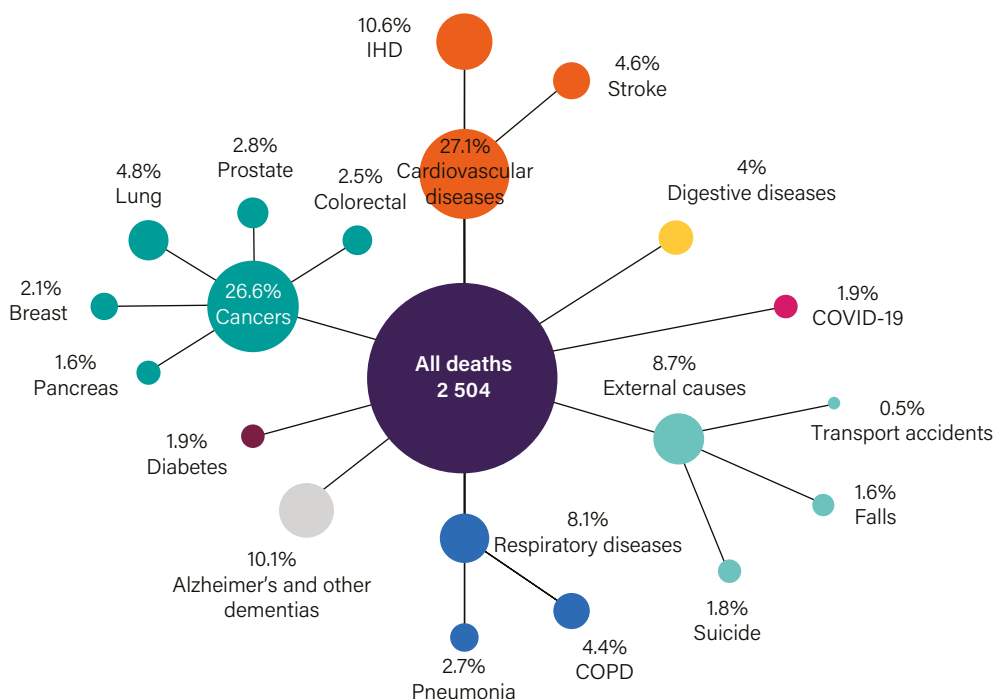 10.6%
IHD
4.6%
Stroke
27.1%
Cardiovascular
diseases
2.8%
Prostate
4.8%
Lung
2.5%
Colorectal
2.1%
Breast
26.6%
Cancers
1.6%
Pancreas
4%
Digestive diseases
1.9%
COVID-19
All deaths
2 504
8.7%
External causes
0.5%
Transport accidents
1.6%
Falls
1.8%
Suicide
1.9%
Diabetes
10.1%
Alzheimer's and other
dementias
8.1%
Respiratory diseases
4.4%
COPD
2.7%
Pneumonia